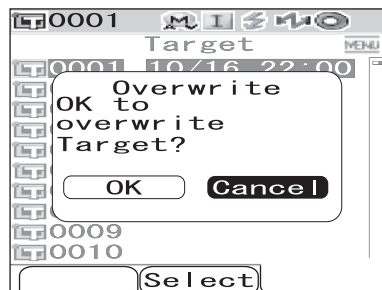 0001 M I
Target MENU
0001 10/16 22:00
Overwrite
OK to
overwrite
Target?
OK Cancel
0009
0010
Select